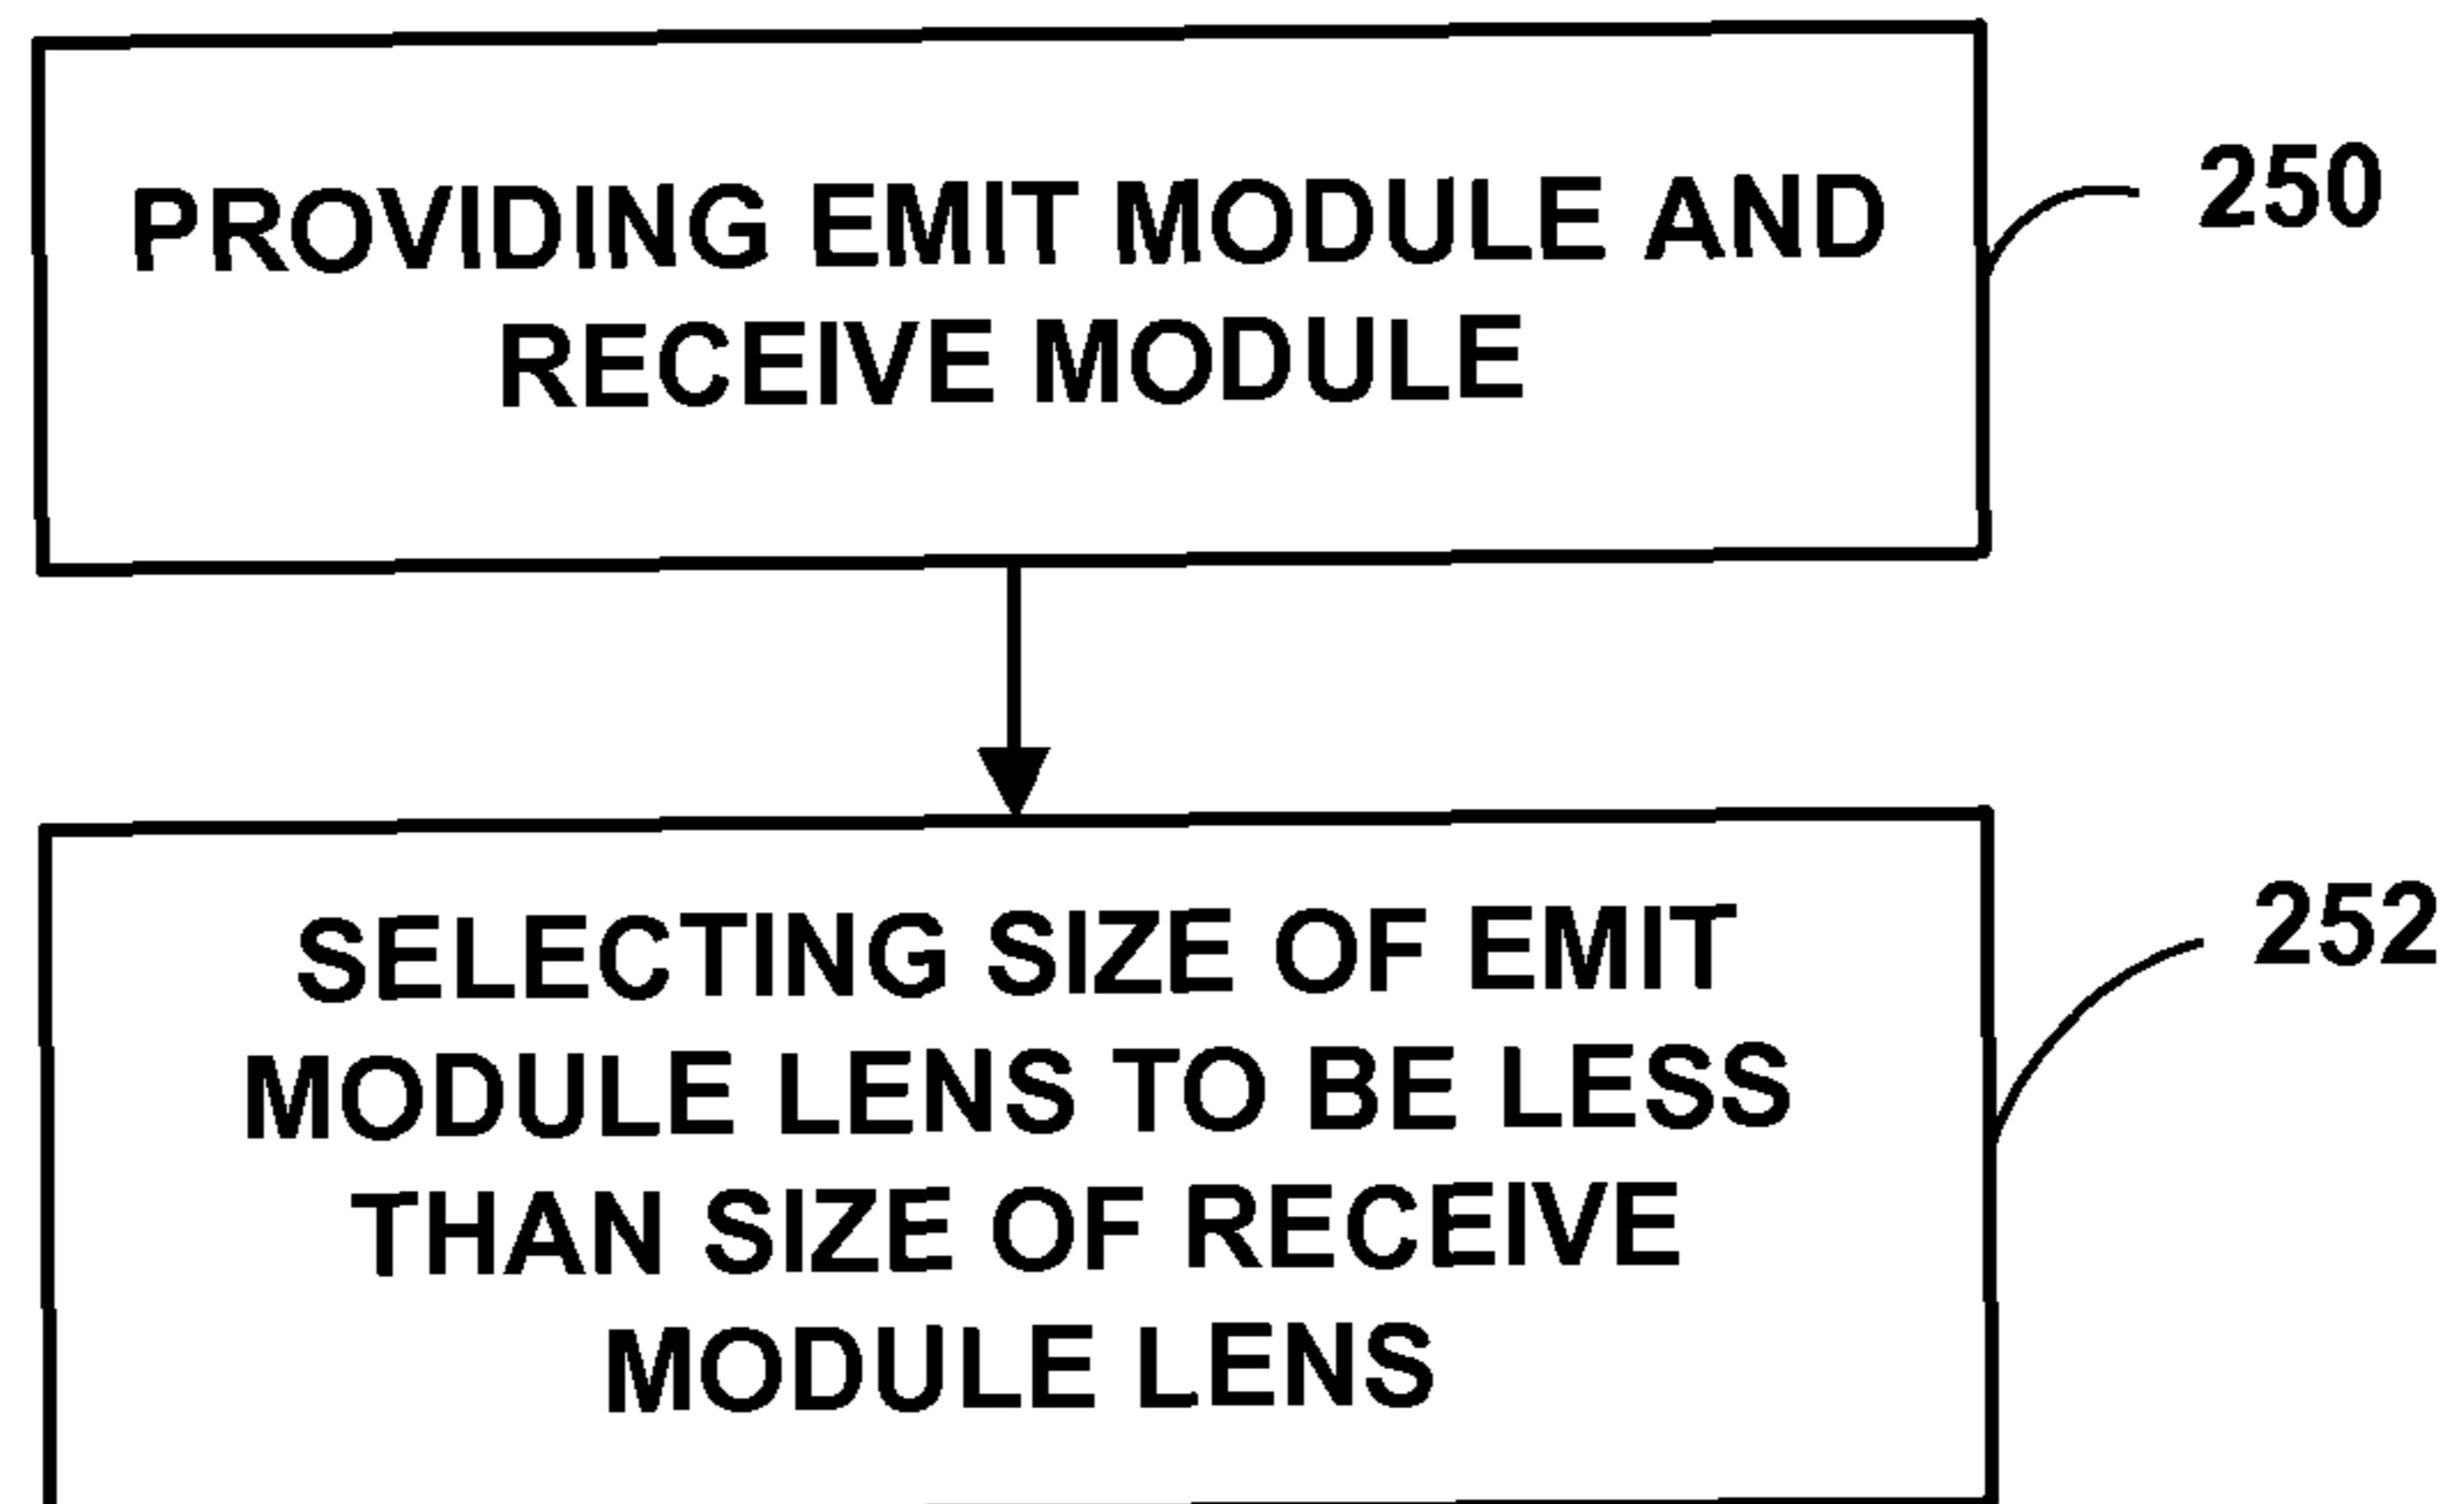 PROVIDING EMIT MODULE AND
RECEIVE MODULE
250
SELECTING SIZE OF EMIT
MODULE LENS TO BE LESS
THAN SIZE OF RECEIVE
MODULE LENS
252